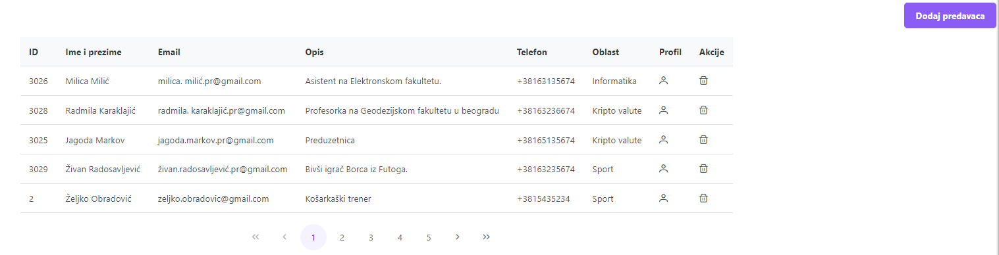 Dodaj predavaca
ID Ime i prezime Email Opis Telefon Oblast Profil Akcije
3026 Milica Milić milica. milić.pr@gmail.com Asistent na Elektronskom fakultetu. +38163135674 Informatika
3028 Radmila Karaklajić radmila. karaklajić.pr@gmail.com Profesorka na Geodezijskom fakultetu u beogradu +38163236674 Kripto valute
3025 Jagoda Markov jagoda.markov.pr@gmail.com Preduzetnica +38165135674 Kripto valute
3029 Živan Radosavljević živan.radosavljević.pr@gmail.com Bivši igrač Borca iz Futoga. +38163235674 Sport
2 Željko Obradović zeljko.obradovic@gmail.com Košarkaški trener +3815435234 Sport
1 2 3 4 5